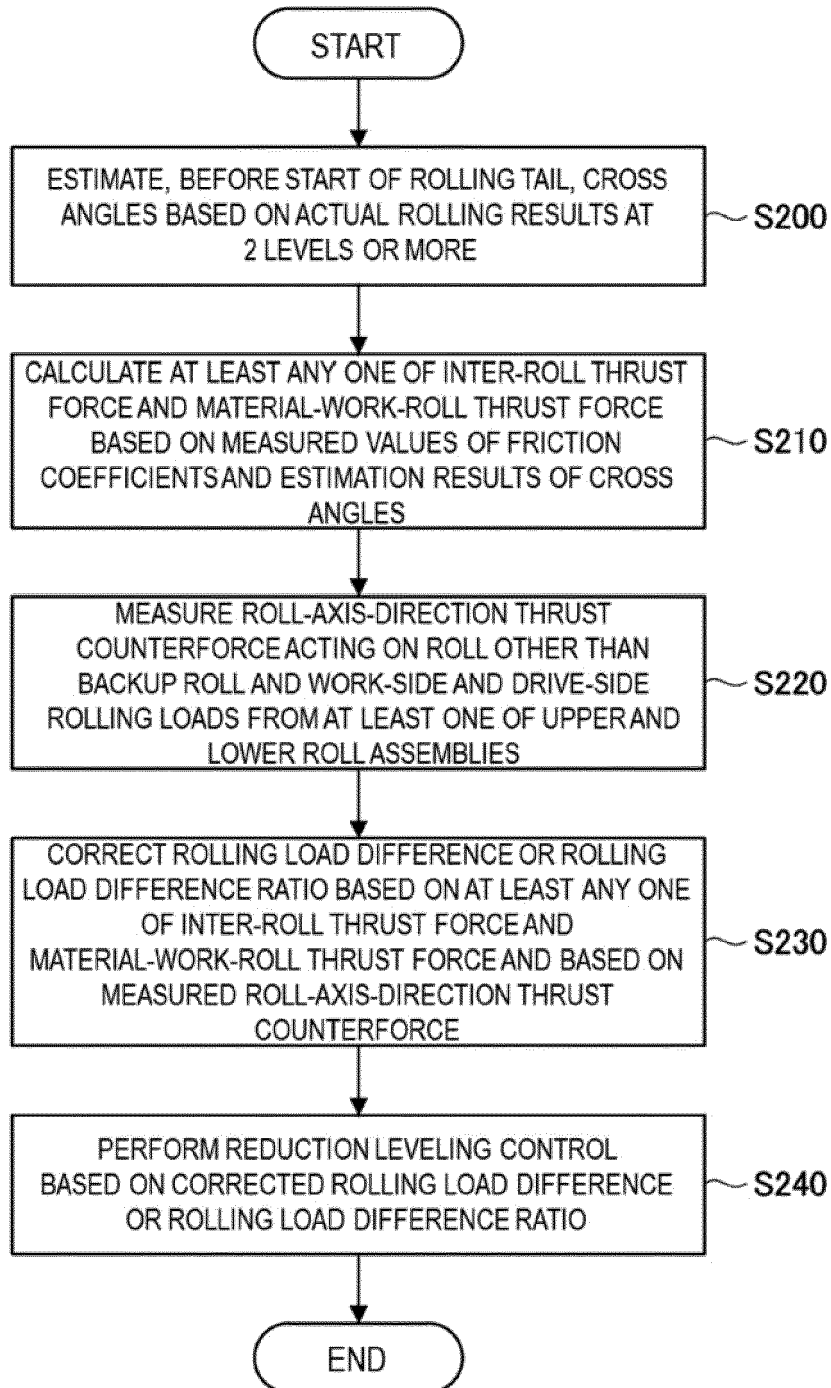 START
ESTIMATE, BEFORE START OF ROLLING TAIL, CROSS
ANGLES BASED ON ACTUAL ROLLING RESULTS AT
2 LEVELS OR MORE
S200
CALCULATE AT LEAST ANY ONE OF INTER-ROLL THRUST
FORCE AND MATERIAL-WORK-ROLL THRUST FORCE
BASED ON MEASURED VALUES OF FRICTION
COEFFICIENTS AND ESTIMATION RESULTS OF CROSS
ANGLES
S210
MEASURE ROLL-AXIS-DIRECTION THRUST
COUNTERFORCE ACTING ON ROLL OTHER THAN
BACKUP ROLL AND WORK-SIDE AND DRIVE-SIDE
ROLLING LOADS FROM AT LEAST ONE OF UPPER AND
LOWER ROLL ASSEMBLIES
S220
CORRECT ROLLING LOAD DIFFERENCE OR ROLLING
LOAD DIFFERENCE RATIO BASED ON AT LEAST ANY ONE
OF INTER-ROLL THRUST FORCE AND
MATERIAL-WORK-ROLL THRUST FORCE AND BASED ON
MEASURED ROLL-AXIS-DIRECTION THRUST
COUNTERFORCE
S230
PERFORM REDUCTION LEVELING CONTROL
BASED ON CORRECTED ROLLING LOAD DIFFERENCE
OR ROLLING LOAD DIFFERENCE RATIO
S240
END